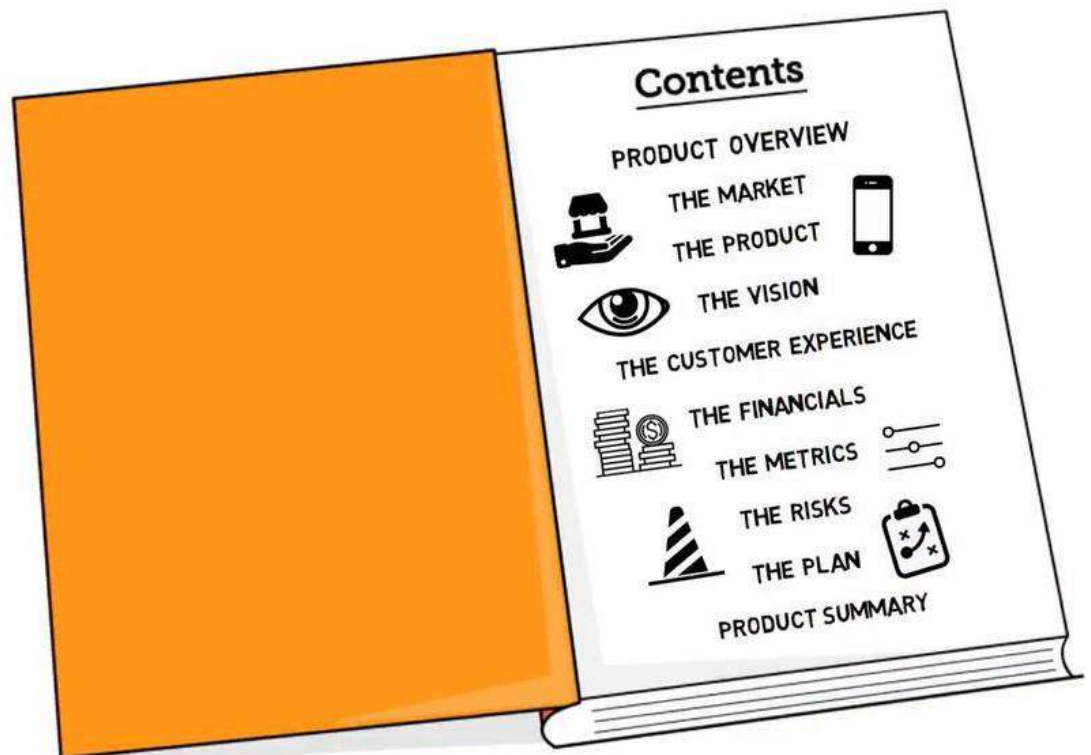 Contents
PRODUCT OVERVIEW
THE MARKET
THE PRODUCT
THE VISION
THE CUSTOMER EXPERIENCE
THE FINANCIALS
THE METRICS
THE RISKS
THE PLAN
PRODUCT SUMMARY